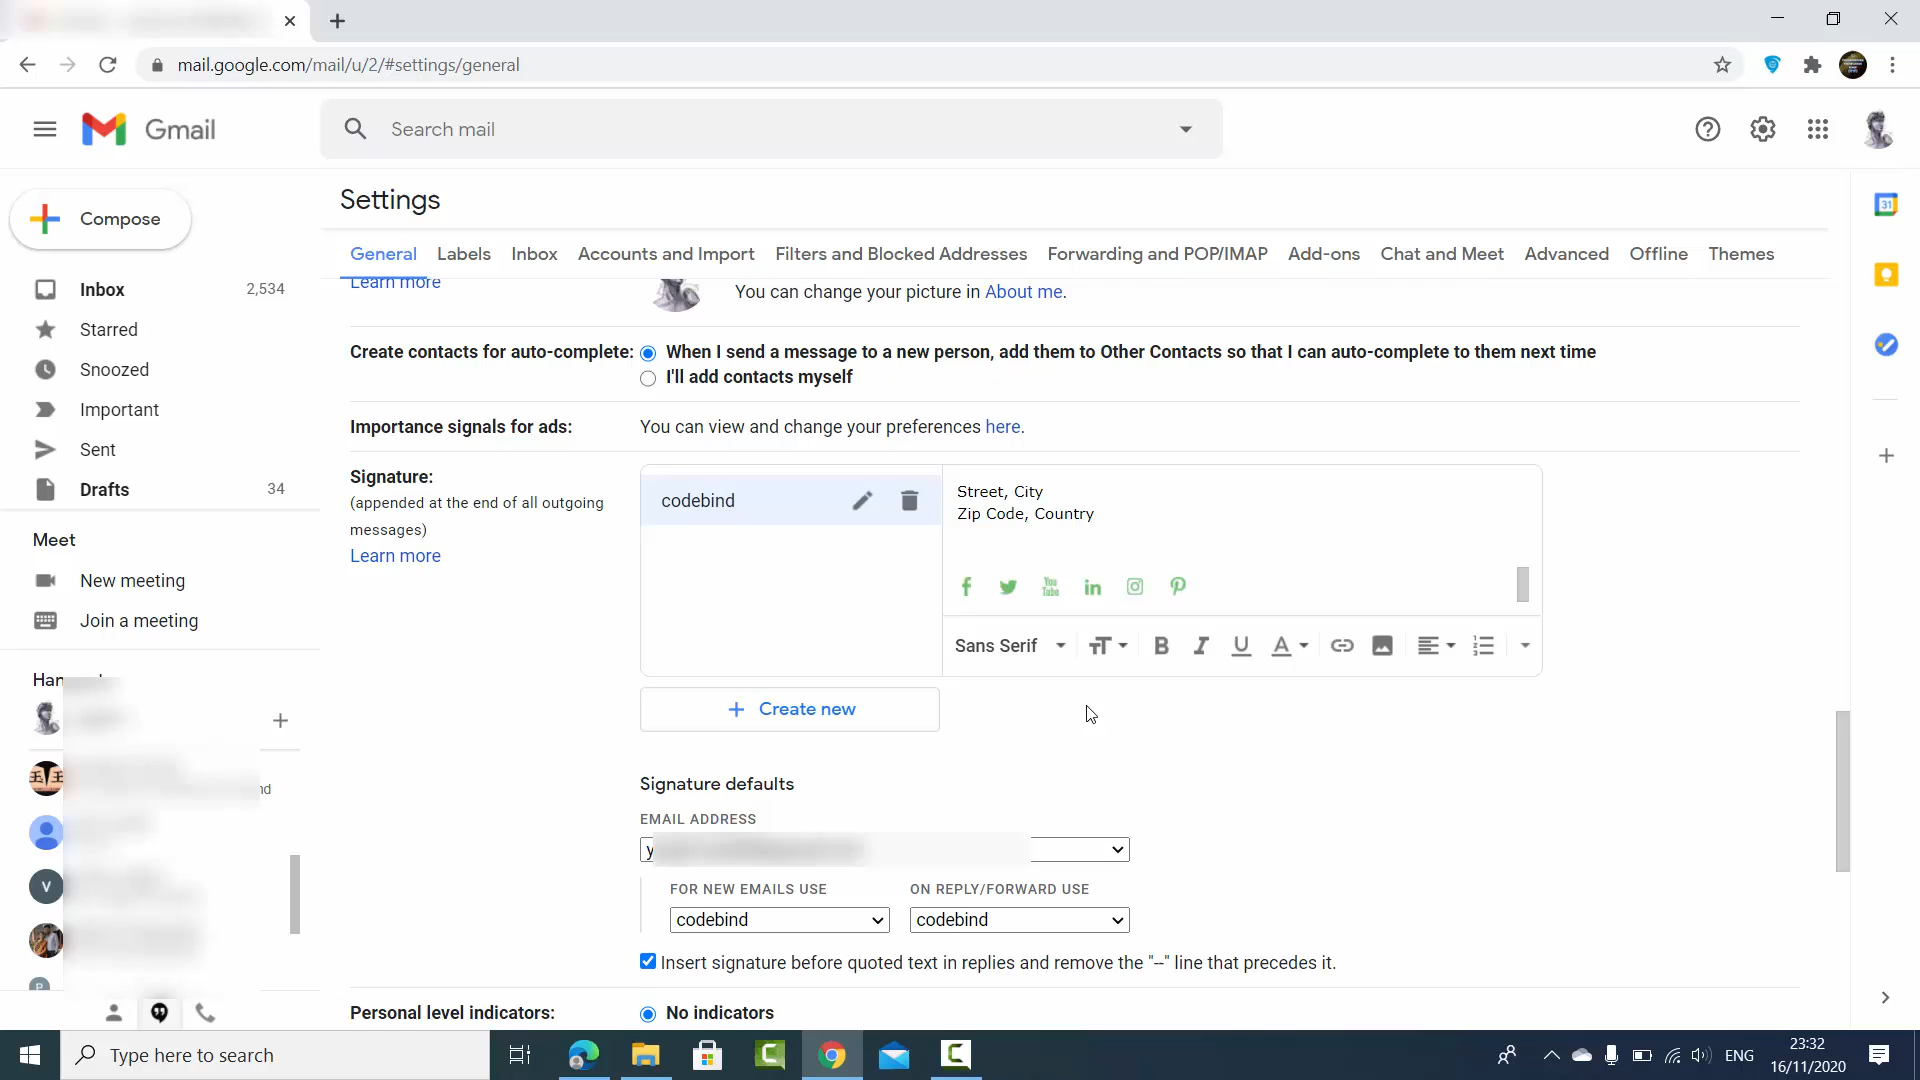 mail.google.com/mail/u/2/#settings/general
Gmail
Search mail
Compose
Inbox 2,534
Starred
Snoozed
Important
Sent
Drafts 34
Meet
New meeting
Join a meeting
Settings
General Labels Inbox Accounts and Import Filters and Blocked Addresses Forwarding and POP/IMAP Add-ons Chat and Meet Advanced Offline Themes
Learn more
You can change your picture in About me.
Create contacts for auto-complete: When I send a message to a new person, add them to Other Contacts so that I can auto-complete to them next time
I'll add contacts myself
Importance signals for ads: You can view and change your preferences here.
Signature:
(appended at the end of all outgoing
messages)
Learn more
codebind
Street, City
Zip Code, Country
You
Tube
in
Sans Serif
B I U A
Create new
Signature defaults
EMAIL ADDRESS
FOR NEW EMAILS USE ON REPLY/FORWARD USE
codebind codebind
Insert signature before quoted text in replies and remove the "--" line that precedes it.
Personal level indicators: No indicators
31
V
Type here to search
ENG
23:32
16/11/2020